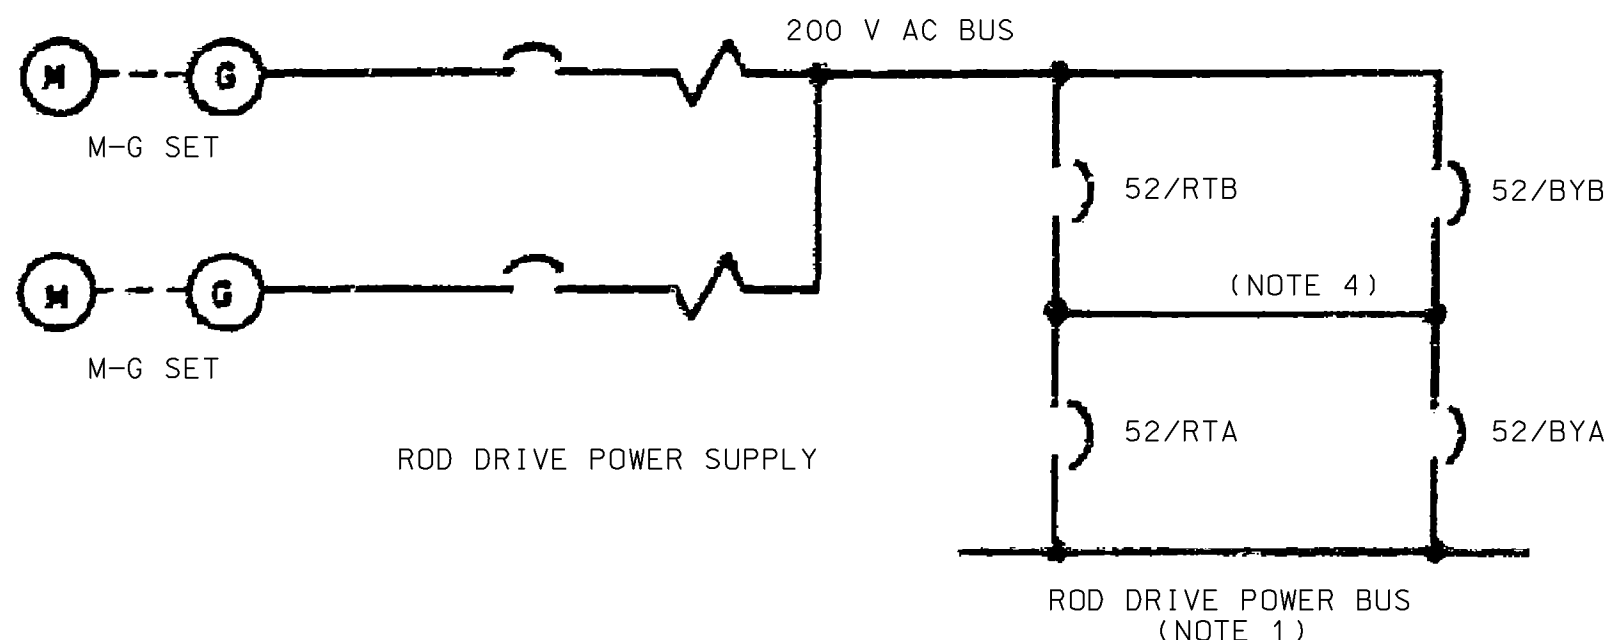 200 V AC BUS
M G
M-G SET
52/RTB
52/BYB
M G
(NOTE 4)
M-G SET
52/RTA
52/BYA
ROD DRIVE POWER SUPPLY
ROD DRIVE POWER BUS
(NOTE 1)